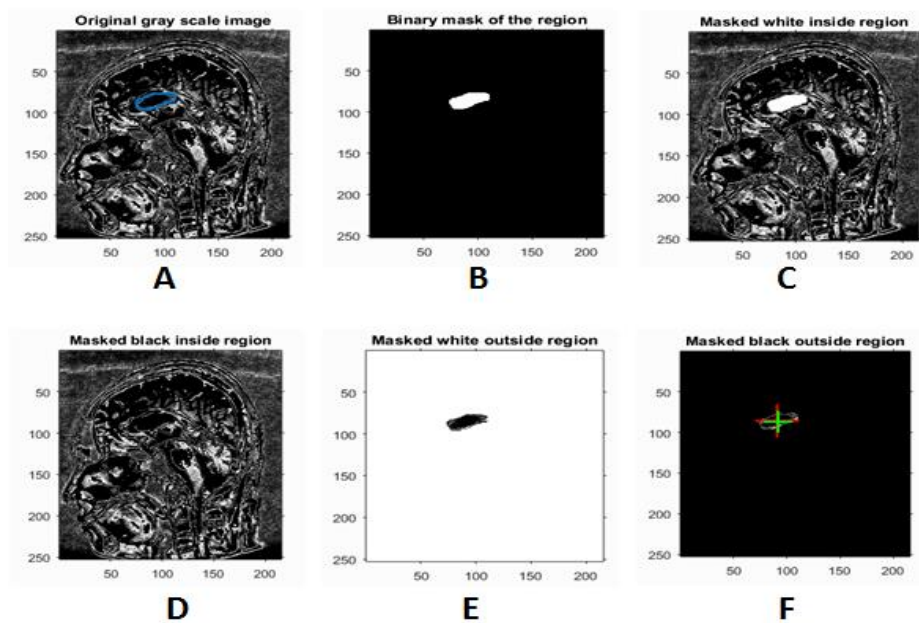 Original gray scale image
Binary mask of the region
Masked white inside region
50
100
150
200
250
50 100 150 200
A
50
100
150
200
250
50 100 150 200
B
50
100
150
200
250
50 100 150 200
C
Masked black inside region
Masked white outside region
Masked black outside region
50
100
150
200
250
50 100 150 200
D
50
100
150
200
250
50 100 150 200
E
50
100
150
200
250
50 100 150 200
F